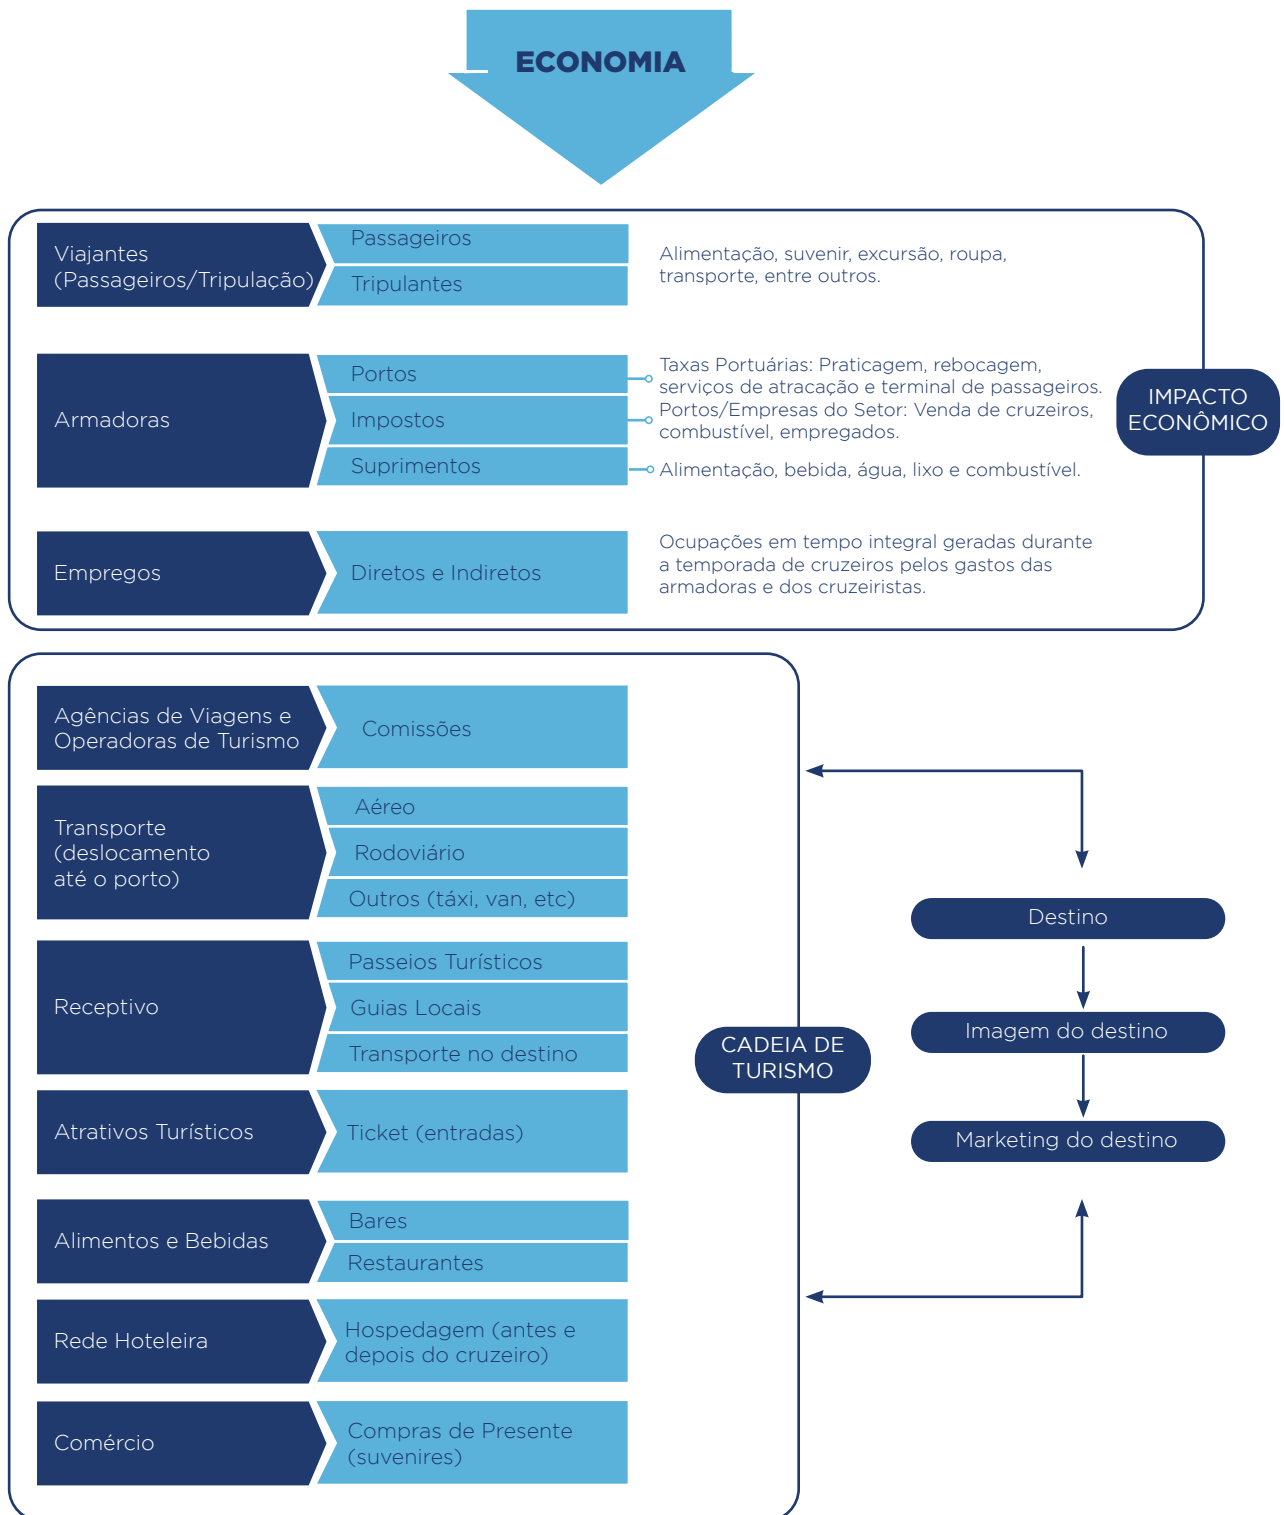 ECONOMIA
Viajantes
(Passageiros/Tripulação)
Passageiros
Tripulantes
Alimentação, suvenir, excursão, roupa,
transporte, entre outros.
Armadoras
Portos
Impostos
Suprimentos
Taxas Portuárias: Praticagem, rebocagem,
serviços de atracação e terminal de passageiros.
Portos/Empresas do Setor: Venda de cruzeiros,
combustível, empregados.
Alimentação, bebida, água, lixo e combustível.
IMPACTO
ECONÔMICO
Empregos
Diretos e Indiretos
Ocupações em tempo integral geradas durante
a temporada de cruzeiros pelos gastos das
armadoras e dos cruzeiristas.
Agências de Viagens e
Operadoras de Turismo
Comissões
Transporte
(deslocamento
até o porto)
Aéreo
Rodoviário
Outros (táxi, van, etc)
Receptivo
Passeios Turísticos
Guias Locais
Transporte no destino
Atrativos Turísticos
Ticket (entradas)
Alimentos e Bebidas
Bares
Restaurantes
Rede Hoteleira
Hospedagem (antes e
depois do cruzeiro)
Comércio
Compras de Presente
(suvenires)
CADEIA DE
TURISMO
Destino
Imagem do destino
Marketing do destino